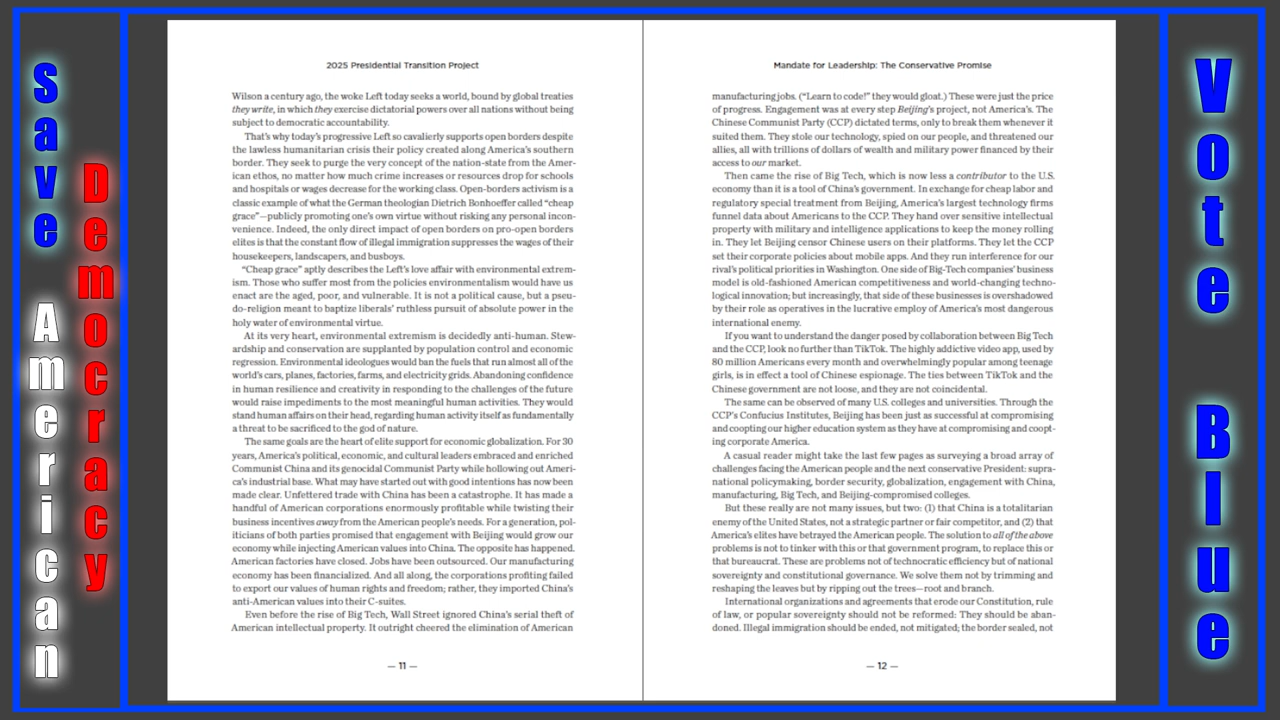 Save American
Democracy
2025 Presidential Transition Project
Wilson a century ago, the woke Left today seeks a world, bound by global treaties
they write, in which they exercise dictatorial powers over all nations without being
subject to democratic accountability.
That's why today's progressive Left so cavalierly supports open borders despite
the lawless humanitarian crisis their policy created along America's southern
border. They seek to purge the very concept of the nation-state from the Amer-
ican ethos, no matter how much crime increases or resources drop for schools
and hospitals or wages decrease for the working class. Open-borders activism is a
classic example of what the German theologian Dietrich Bonhoeffer called “cheap
grace”—publicly promoting one's own virtue without risking any personal incon-
venience. Indeed, the only direct impact of open borders on pro-open borders
elites is that the constant flow of illegal immigration suppresses the wages of their
housekeepers, landscapers, and busboys.
“Cheap grace” aptly describes the Left's love affair with environmental extrem-
ism. Those who suffer most from the policies environmentalism would have us
enact are the aged, poor, and vulnerable. It is not a political cause, but a pseu-
do-religion meant to baptize liberals' ruthless pursuit of absolute power in the
holy water of environmental virtue.
At its very heart, environmental extremism is decidedly anti-human. Stew-
ardship and conservation are supplanted by population control and economic
regression. Environmental ideologues would ban the fuels that run almost all of the
world's cars, planes, factories, farms, and electricity grids. Abandoning confidence
in human resilience and creativity in responding to the challenges of the future
would raise impediments to the most meaningful human activities. They would
stand human affairs on their head, regarding human activity itself as fundamentally
a threat to be sacrificed to the god of nature.
The same goals are the heart of elite support for economic globalization. For 30
years, America's political, economic, and cultural leaders embraced and enriched
Communist China and its genocidal Communist Party while hollowing out Ameri-
ca's industrial base. What may have started out with good intentions has now been
made clear. Unfettered trade with China has been a catastrophe. It has made a
handful of American corporations enormously profitable while twisting their
business incentives away from the American people's needs. For a generation, pol-
iticians of both parties promised that engagement with Beijing would grow our
economy while injecting American values into China. The opposite has happened.
American factories have closed. Jobs have been outsourced. Our manufacturing
economy has been financialized. And all along, the corporations profiting failed
to export our values of human rights and freedom; rather, they imported China's
anti-American values into their C-suites.
Even before the rise of Big Tech, Wall Street ignored China's serial theft of
American intellectual property. It outright cheered the elimination of American
— 11 —
Mandate for Leadership: The Conservative Promise
manufacturing jobs. (“Learn to code!” they would gloat.) These were just the price
of progress. Engagement was at every step Beijing's project, not America's. The
Chinese Communist Party (CCP) dictated terms, only to break them whenever it
suited them. They stole our technology, spied on our people, and threatened our
allies, all with trillions of dollars of wealth and military power financed by their
access to our market.
Then came the rise of Big Tech, which is now less a contributor to the U.S.
economy than it is a tool of China's government. In exchange for cheap labor and
regulatory special treatment from Beijing, America's largest technology firms
funnel data about Americans to the CCP. They hand over sensitive intellectual
property with military and intelligence applications to keep the money rolling
in. They let Beijing censor Chinese users on their platforms. They let the CCP
set their corporate policies about mobile apps. And they run interference for our
rival's political priorities in Washington. One side of Big-Tech companies' business
model is old-fashioned American competitiveness and world-changing techno-
logical innovation; but increasingly, that side of these businesses is overshadowed
by their role as operatives in the lucrative employ of America's most dangerous
international enemy.
If you want to understand the danger posed by collaboration between Big Tech
and the CCP, look no further than TikTok. The highly addictive video app, used by
80 million Americans every month and overwhelmingly popular among teenage
girls, is in effect a tool of Chinese espionage. The ties between TikTok and the
Chinese government are not loose, and they are not coincidental.
The same can be observed of many U.S. colleges and universities. Through the
CCP's Confucius Institutes, Beijing has been just as successful at compromising
and coopting our higher education system as they have at compromising and coopt-
ing corporate America.
A casual reader might take the last few pages as surveying a broad array of
challenges facing the American people and the next conservative President: supra-
national policymaking, border security, globalization, engagement with China,
manufacturing, Big Tech, and Beijing-compromised colleges.
But these really are not many issues, but two: (1) that China is a totalitarian
enemy of the United States, not a strategic partner or fair competitor, and (2) that
America's elites have betrayed the American people. The solution to all of the above
problems is not to tinker with this or that government program, to replace this or
that bureaucrat. These are problems not of technocratic efficiency but of national
sovereignty and constitutional governance. We solve them not by trimming and
reshaping the leaves but by ripping out the trees—root and branch.
International organizations and agreements that erode our Constitution, rule
of law, or popular sovereignty should not be reformed: They should be aban-
doned. Illegal immigration should be ended, not mitigated; the border sealed, not
— 12 —
Vote Blue